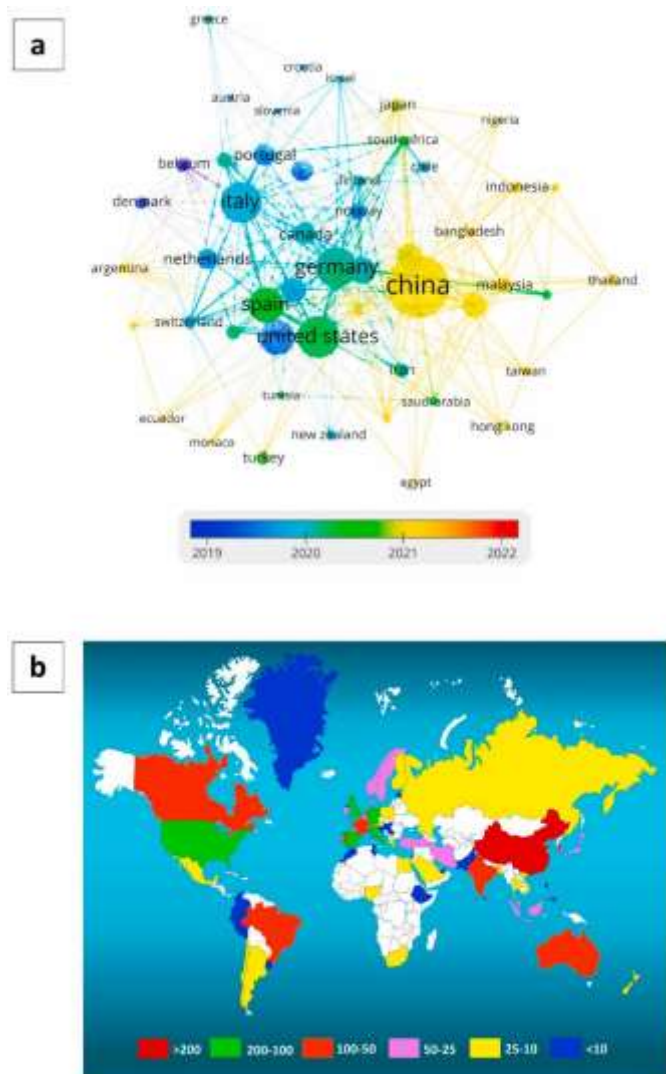 a
greece
croatia
israel
austria
slovenia
japan
nigeria
south africa
portugal
belgium
chile
finland
indonesia
denmark
italy
norway
canada
bangladesh
netherlands
germany
argentina
china
malaysia
thailand
spain
switzerland
united states
iran
taiwan
tunisia
saudi arabia
ecuador
new zealand
hong kong
monaco
turkey
egypt
2019 2020 2021 2022
b
>200 200-100 100-50 50-25 25-10 <10